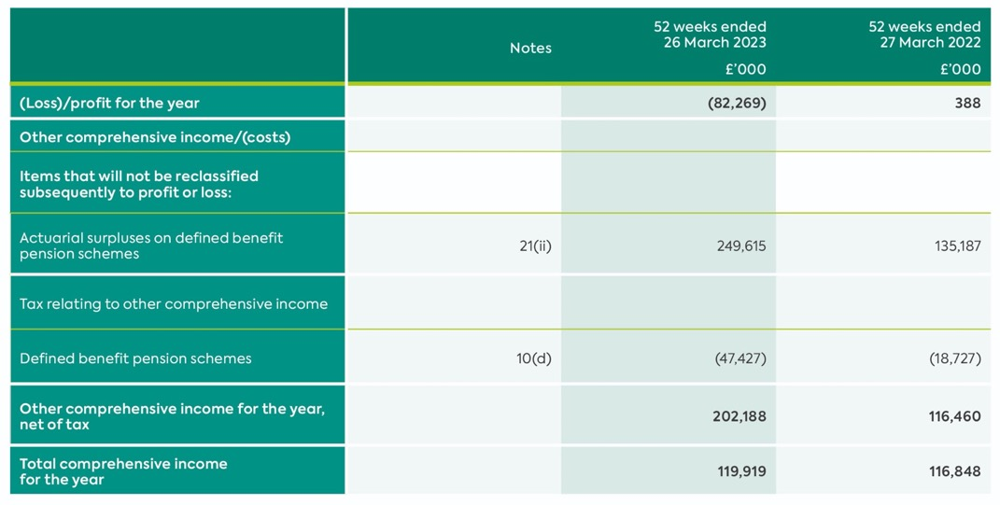 Notes
52 weeks ended
26 March 2023
£'000
52 weeks ended
27 March 2022
£'000
(Loss)/profit for the year (82,269) 388
Other comprehensive income/(costs)
Items that will not be reclassified
subsequently to profit or loss:
Actuarial surpluses on defined benefit
pension schemes 21(ii) 249,615 135,187
Tax relating to other comprehensive income
Defined benefit pension schemes 10(d) (47,427) (18,727)
Other comprehensive income for the year,
net of tax 202,188 116,460
Total comprehensive income
for the year 119,919 116,848